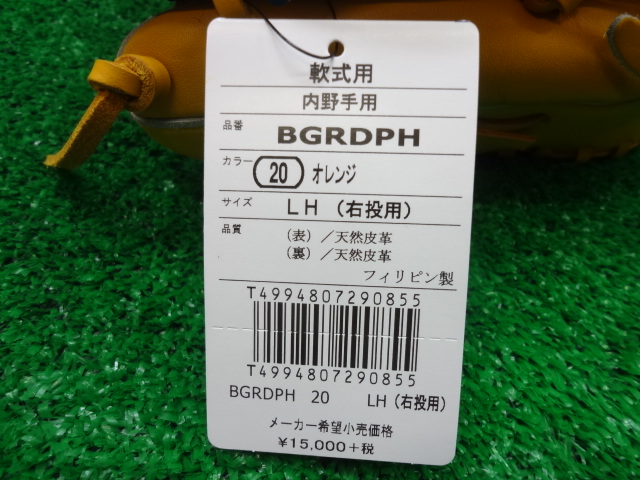 軟式用
内野手用
品番 BGRDPH
カラー 20 オレンジ
サイズ LH (右投用)
品質 (表)/天然皮革
(裏)/天然皮革
フィリピン製
T4994807290855
T4994807290855
BGRDPH 20 LH (右投用)
メーカー希望小売価格
¥15,000+税